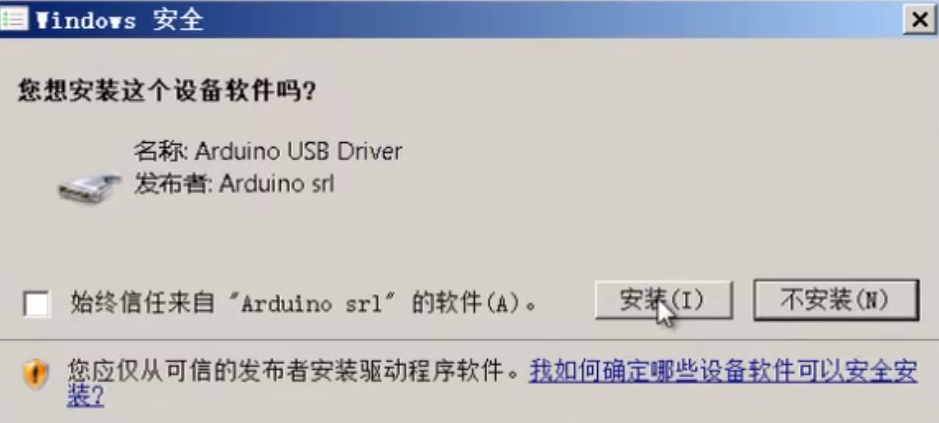 Windows 安全
您想安装这个设备软件吗?
名称: Arduino USB Driver
发布者: Arduino srl
始终信任来自 "Arduino srl" 的软件(A)。
安装(I)
不安装(N)
您应仅从可信的发布者安装驱动程序软件。我如何确定哪些设备软件可以安全安
装?